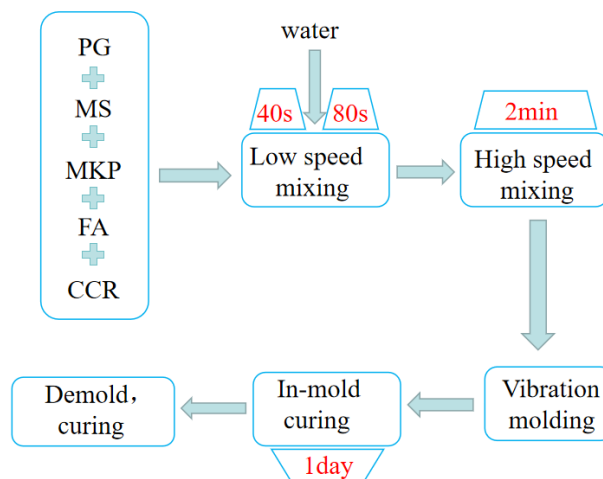 PG
MS
MKP
FA
CCR
water
40s
80s
Low speed
mixing
2min
High speed
mixing
Vibration
molding
In-mold
curing
1day
Demold，
curing